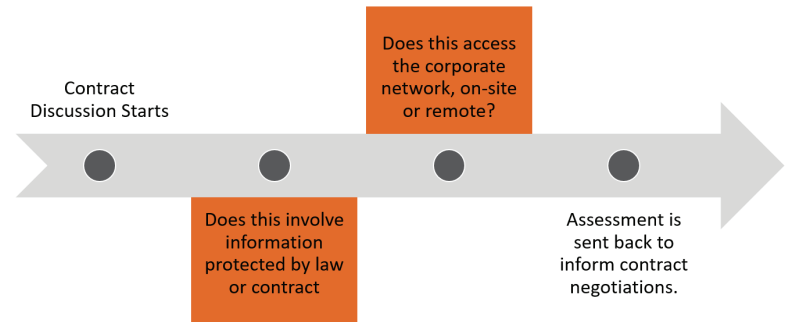 Contract
Discussion Starts
Does this involve
information
protected by law
or contract
Does this access
the corporate
network, on-site
or remote?
Assessment is
sent back to
inform contract
negotiations.